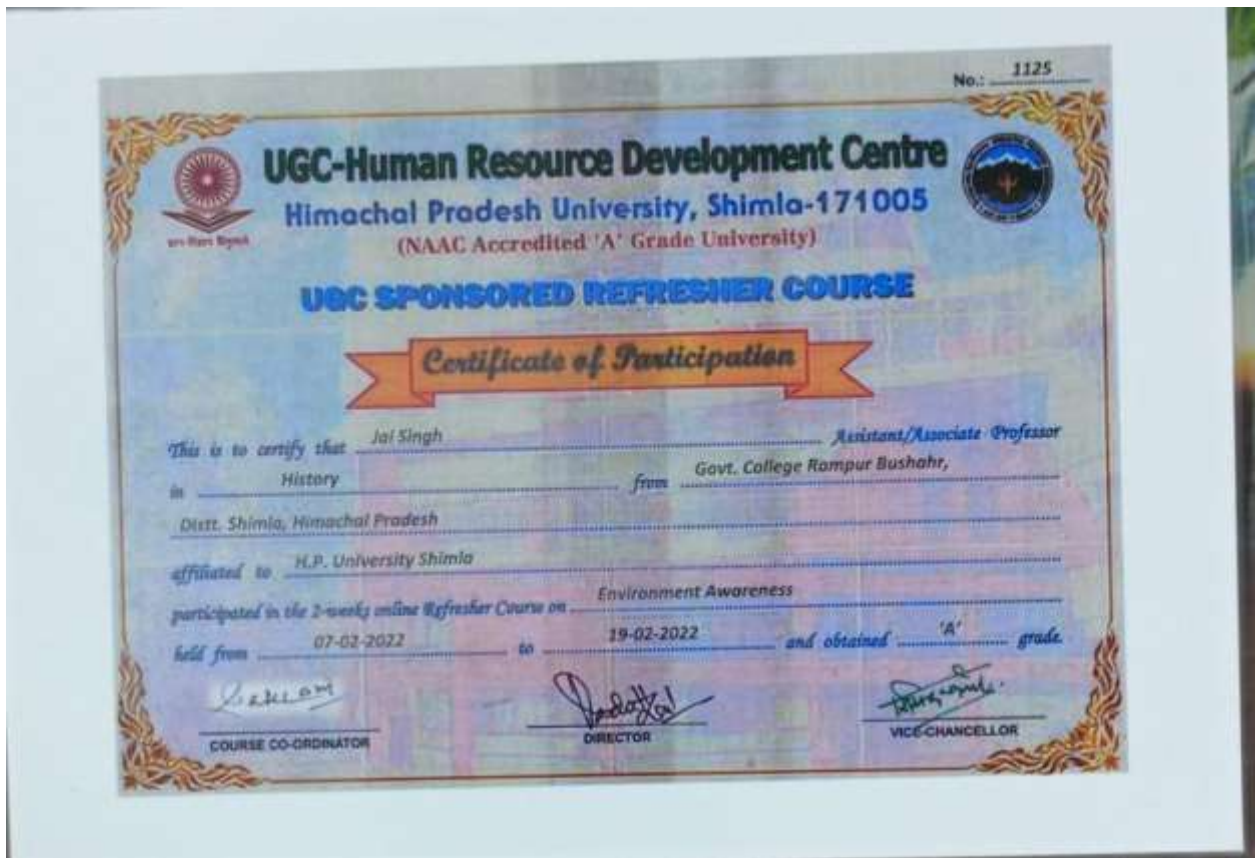 No.: 1125
UGC-Human Resource Development Centre
Himachal Pradesh University, Shimla-171005
(NAAC Accredited 'A' Grade University)
UGC SPONSORED REFRESHER COURSE
Certificate of Participation
This is to certify that Jai Singh Assistant/Associate Professor
in History from Govt. College Rampur Bushahr,
Distt. Shimla, Himachal Pradesh
affiliated to H.P. University Shimla
participated in the 2-weeks online Refresher Course on Environment Awareness
held from 07-02-2022 to 19-02-2022 and obtained 'A' grade.
COURSE CO-ORDINATOR
DIRECTOR
VICE-CHANCELLOR